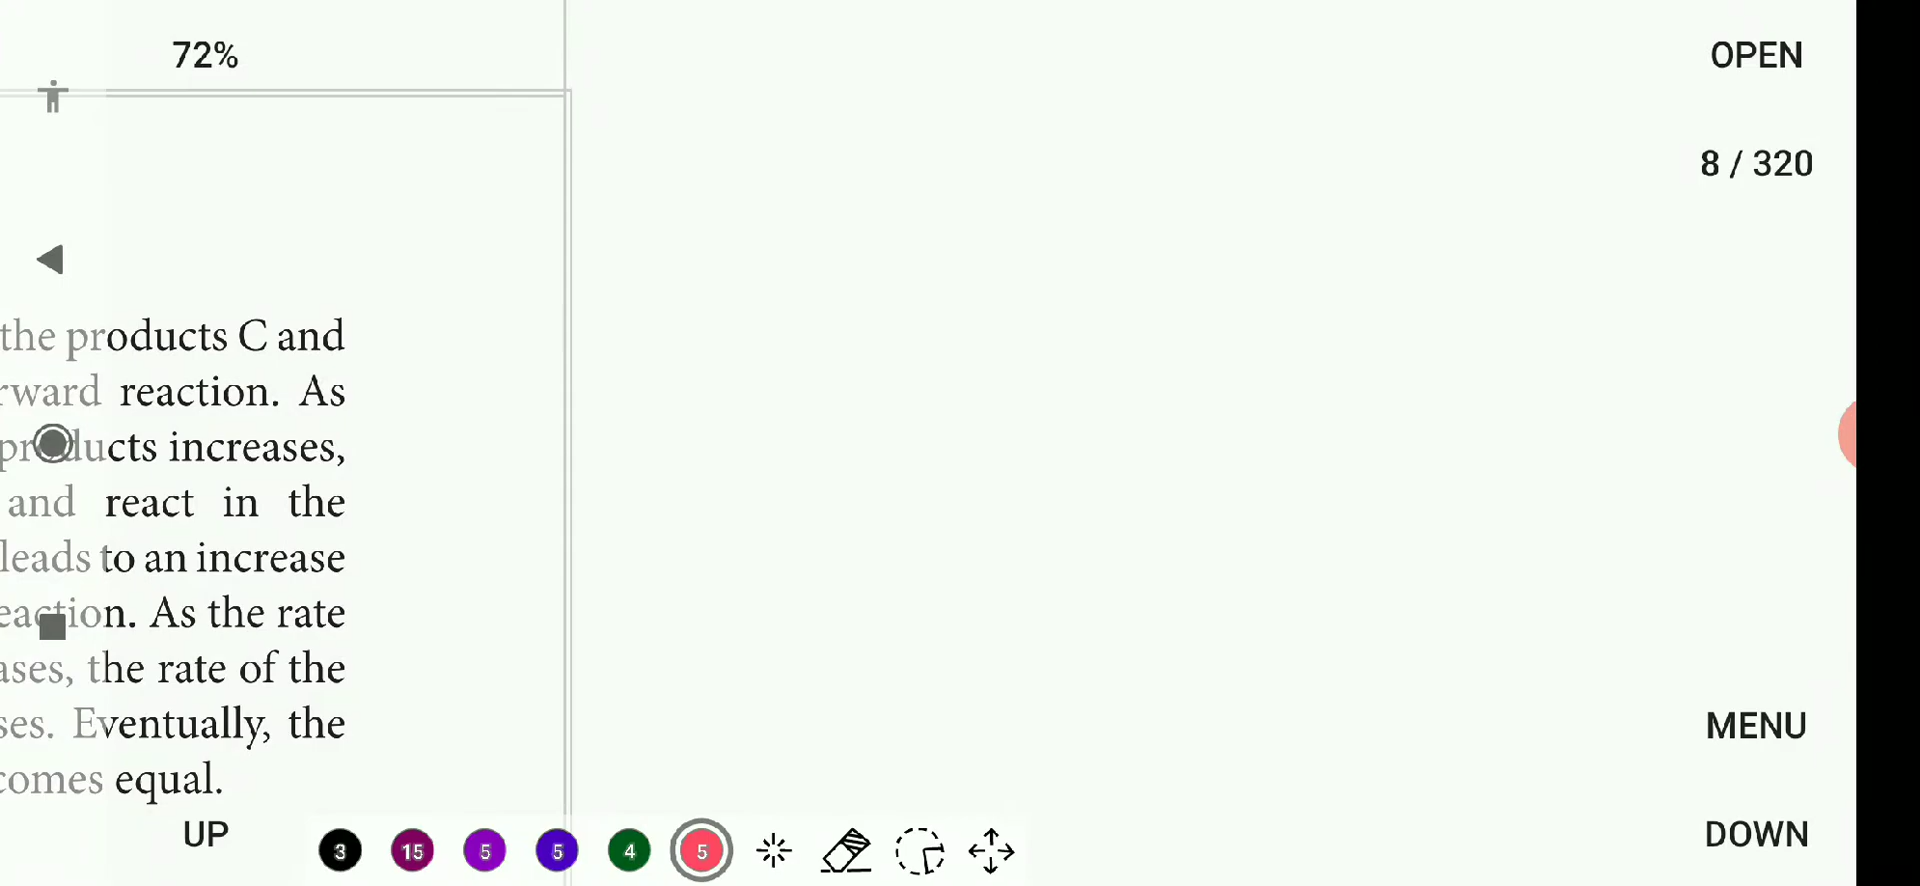 72%
OPEN
8 / 320
the products C and
rward reaction. As
products increases,
and react in the
leads to an increase
eaction. As the rate
ases, the rate of the
ses. Eventually, the
comes equal.
MENU
UP
DOWN
3 15 5 5 4 5